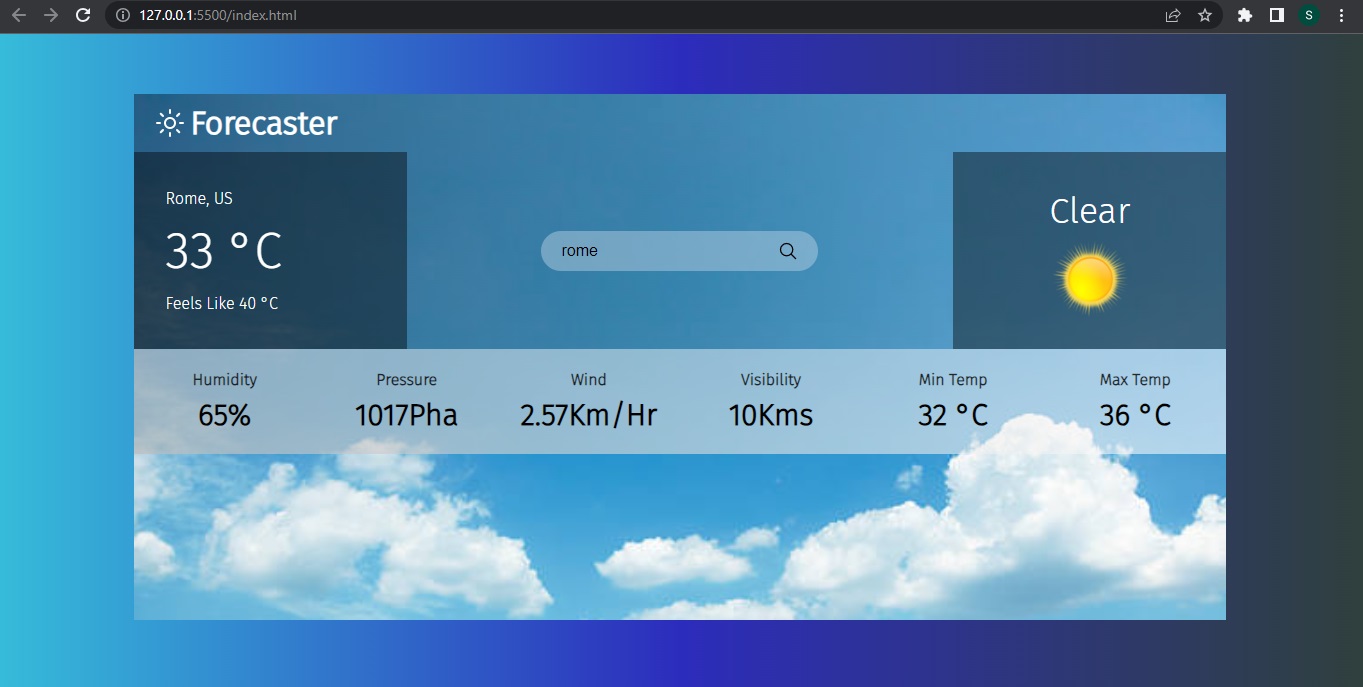 127.0.0.1:5500/index.html
S
Forecaster
Rome, US
33 °C
Feels Like 40 °C
rome
Clear
Humidity Pressure Wind Visibility Min Temp Max Temp
65% 1017Pha 2.57Km/Hr 10Kms 32 °C 36 °C